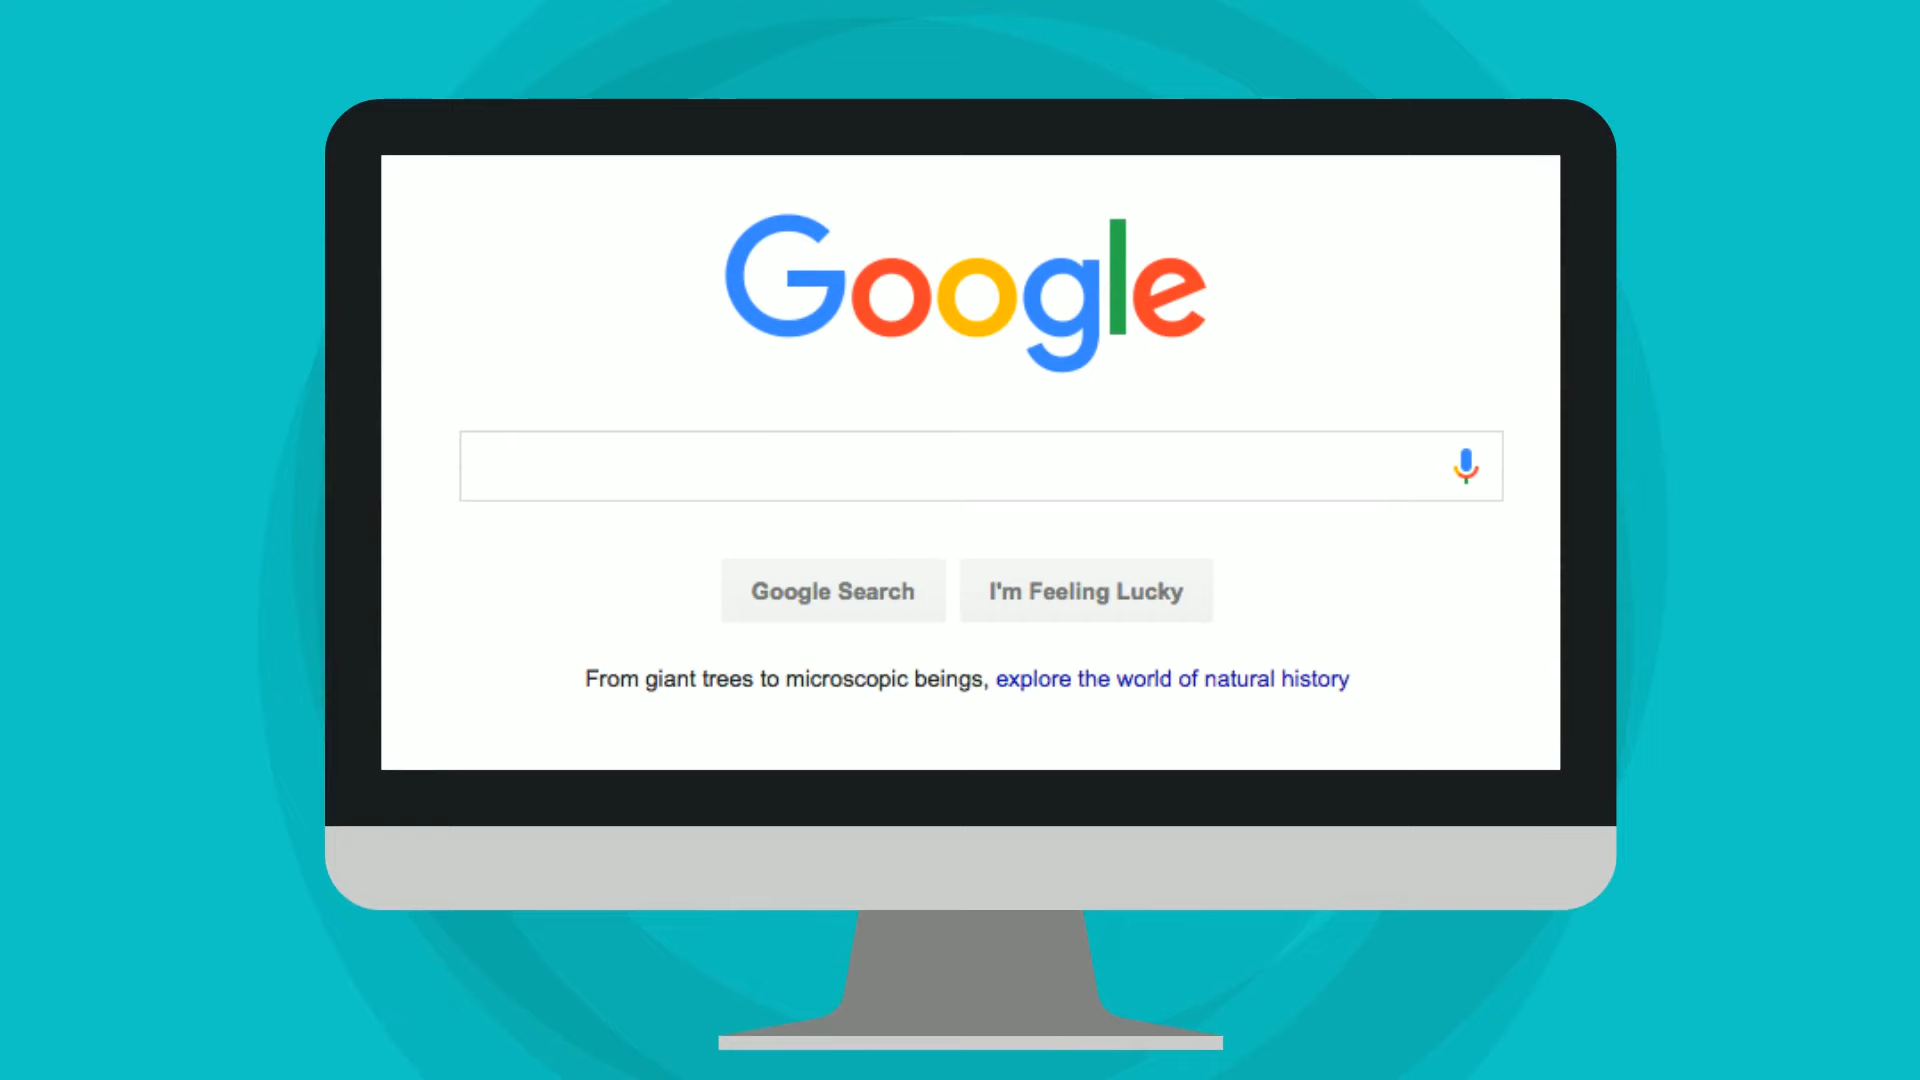 Google
Google Search
I'm Feeling Lucky
From giant trees to microscopic beings, explore the world of natural history